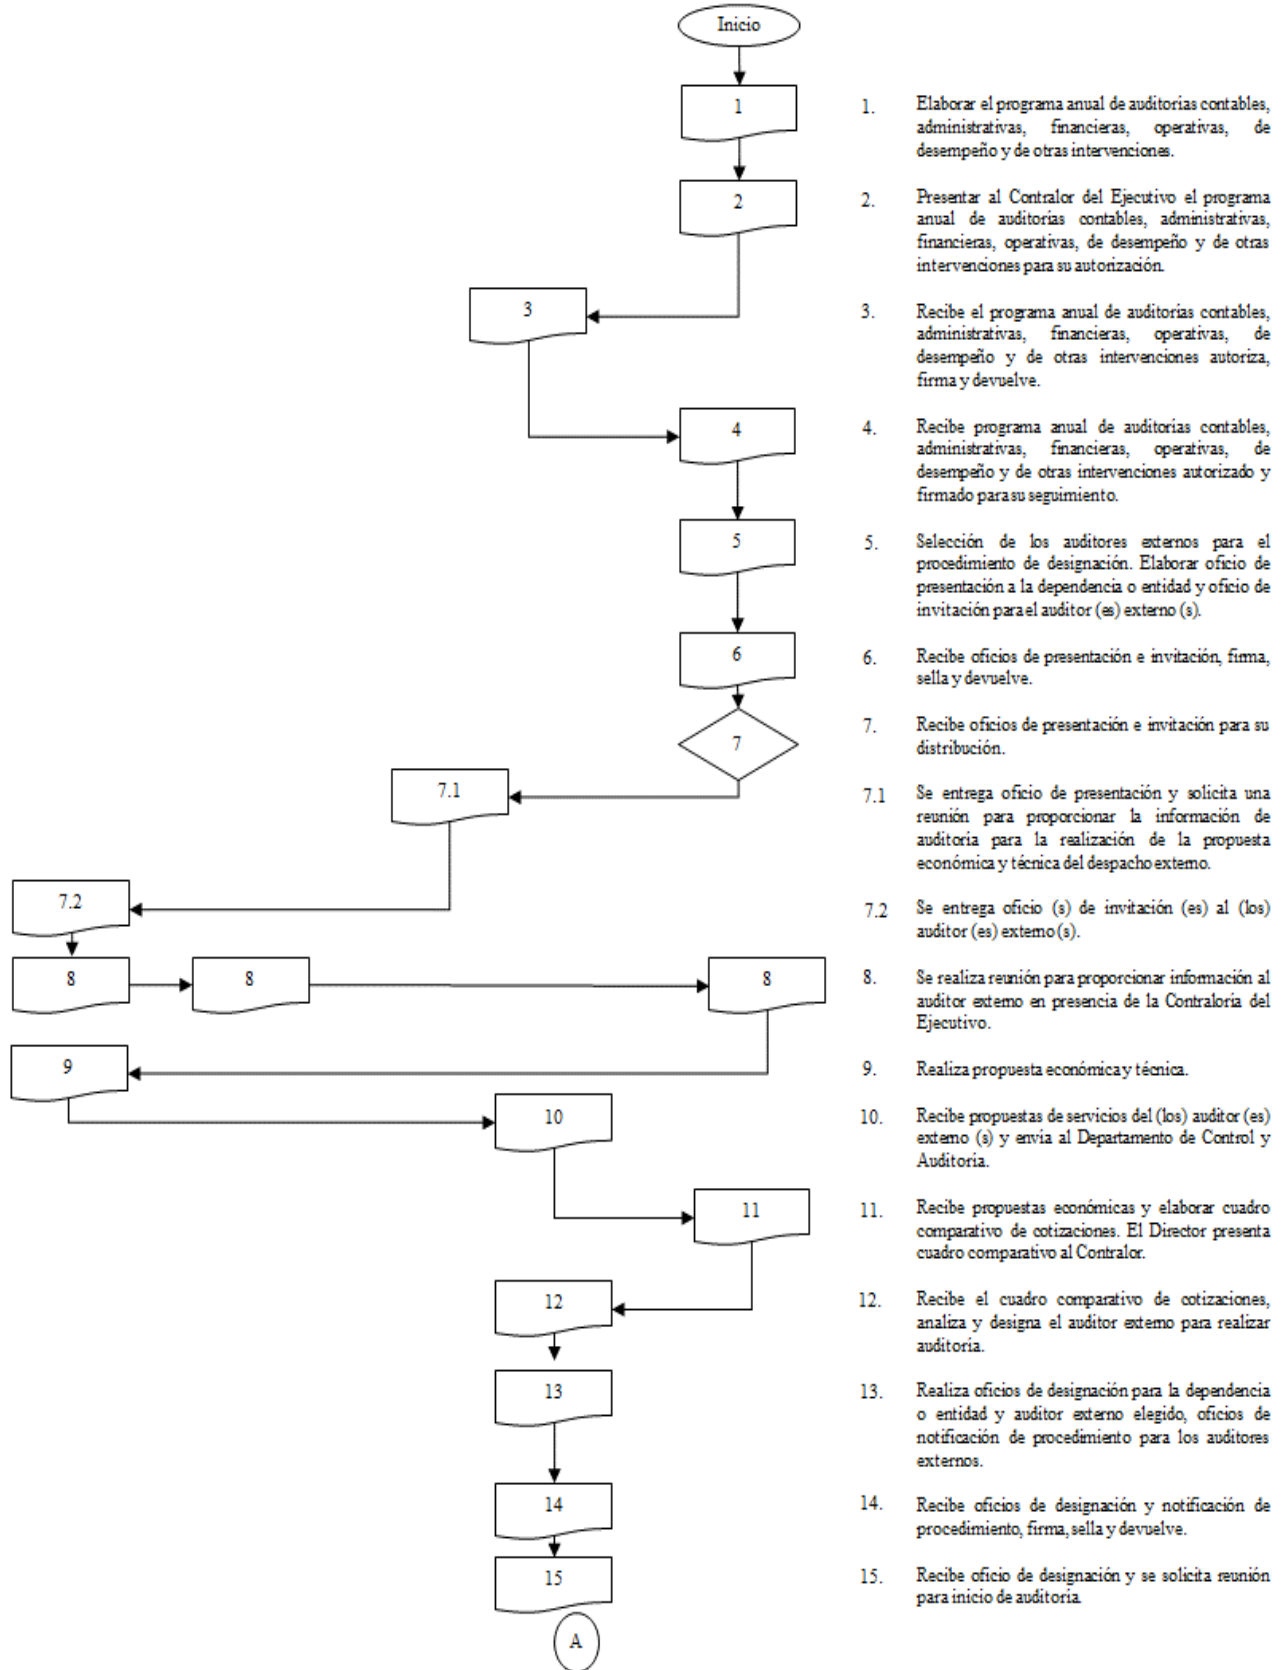 Inicio
1
2
3
4
5
6
7
7.1
7.2
8
8
8
9
10
11
12
13
14
15
A
1. Elaborar el programa anual de auditorías contables,
administrativas, financieras, operativas, de
desempeño y de otras intervenciones.
2. Presentar al Contralor del Ejecutivo el programa
anual de auditorías contables, administrativas,
financieras, operativas, de desempeño y de otras
intervenciones para su autorización.
3. Recibe el programa anual de auditorías contables,
administrativas, financieras, operativas, de
desempeño y de otras intervenciones autoriza,
firma y devuelve.
4. Recibe programa anual de auditorías contables,
administrativas, financieras, operativas, de
desempeño y de otras intervenciones autorizado y
firmado para su seguimiento.
5. Selección de los auditores externos para el
procedimiento de designación. Elaborar oficio de
presentación a la dependencia o entidad y oficio de
invitación para el auditor (es) externo (s).
6. Recibe oficios de presentación e invitación, firma,
sella y devuelve.
7. Recibe oficios de presentación e invitación para su
distribución.
7.1 Se entrega oficio de presentación y solicita una
reunión para proporcionar la información de
auditoría para la realización de la propuesta
económica y técnica del despacho externo.
7.2 Se entrega oficio (s) de invitación (es) al (los)
auditor (es) externo (s).
8. Se realiza reunión para proporcionar información al
auditor externo en presencia de la Contraloría del
Ejecutivo.
9. Realiza propuesta económica y técnica.
10. Recibe propuestas de servicios del (los) auditor (es)
externo (s) y envía al Departamento de Control y
Auditoría.
11. Recibe propuestas económicas y elaborar cuadro
comparativo de cotizaciones. El Director presenta
cuadro comparativo al Contralor.
12. Recibe el cuadro comparativo de cotizaciones,
analiza y designa el auditor externo para realizar
auditoría.
13. Realiza oficios de designación para la dependencia
o entidad y auditor externo elegido, oficios de
notificación de procedimiento para los auditores
externos.
14. Recibe oficios de designación y notificación de
procedimiento, firma, sella y devuelve.
15. Recibe oficio de designación y se solicita reunión
para inicio de auditoría.